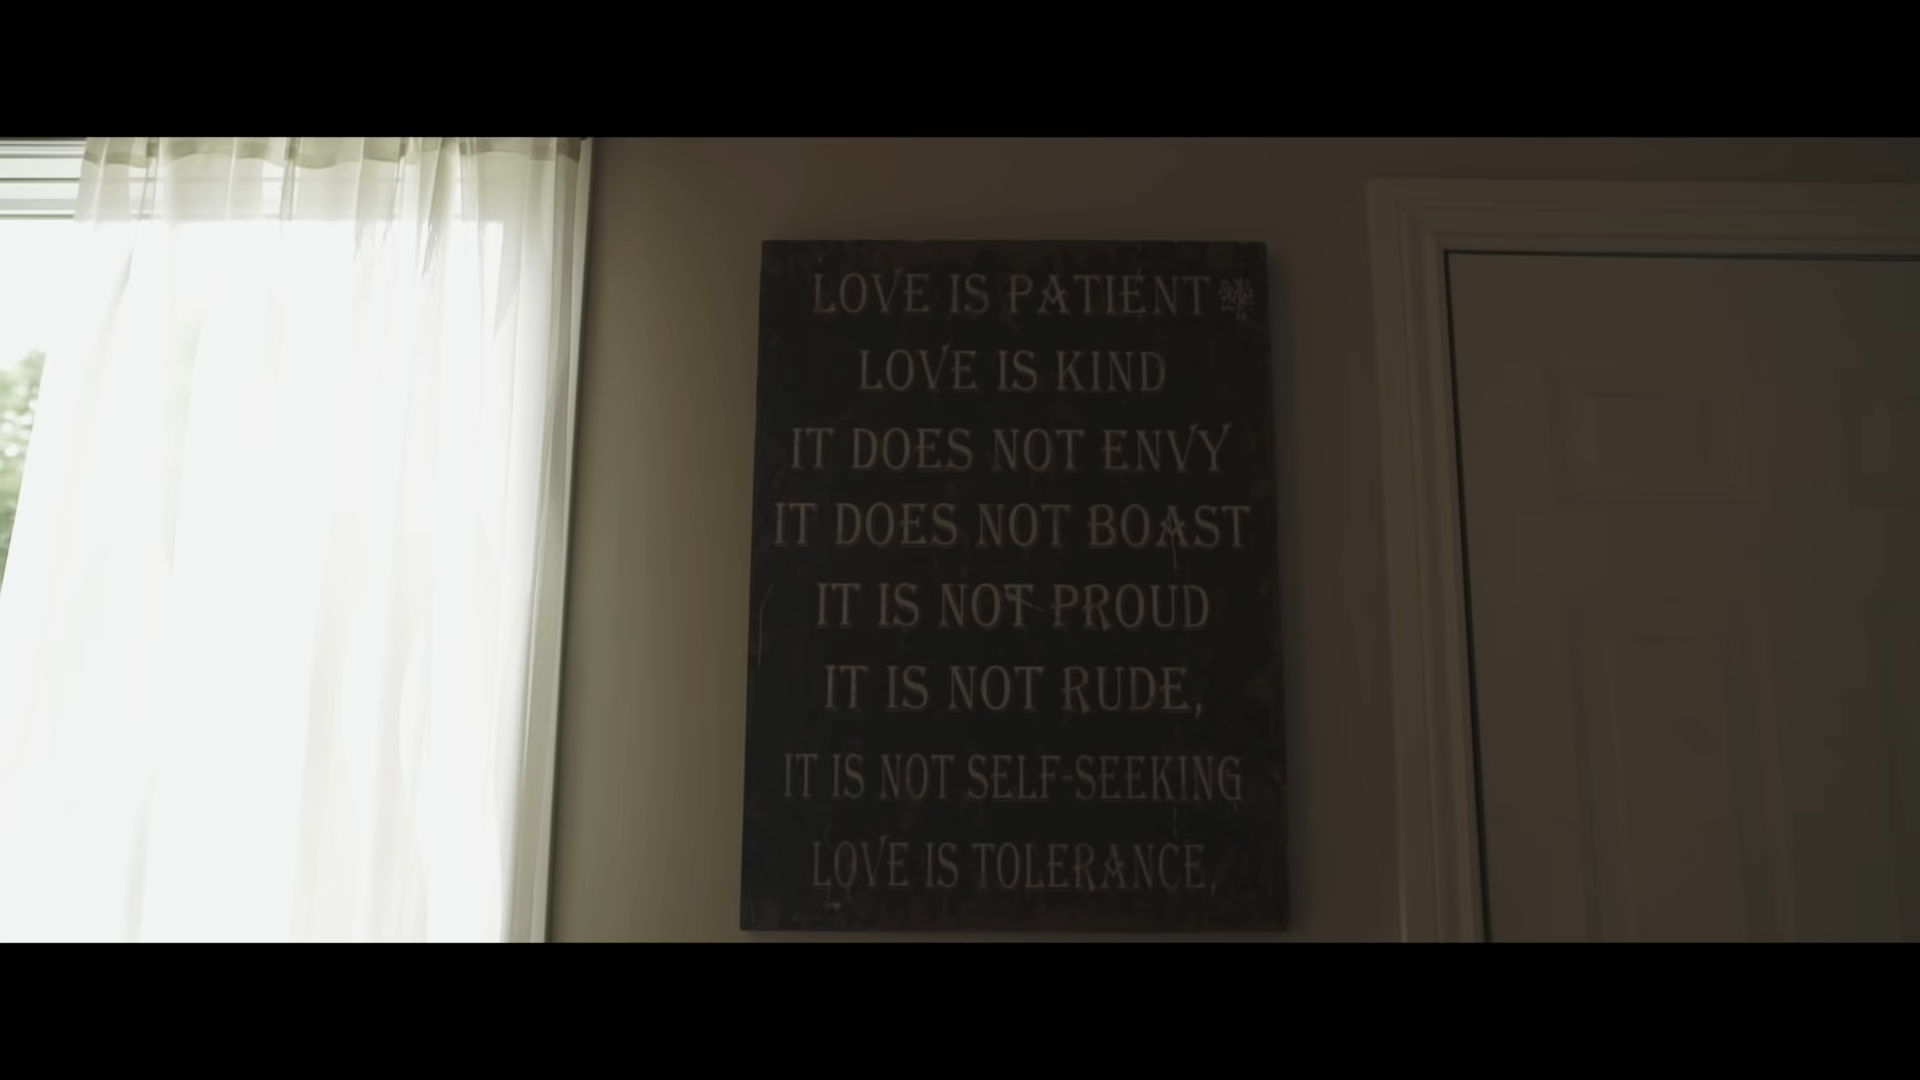 LOVE IS PATIENT
LOVE IS KIND
IT DOES NOT ENVY
IT DOES NOT BOAST
IT IS NOT PROUD
IT IS NOT RUDE,
IT IS NOT SELF-SEEKING
LOVE IS TOLERANCE,